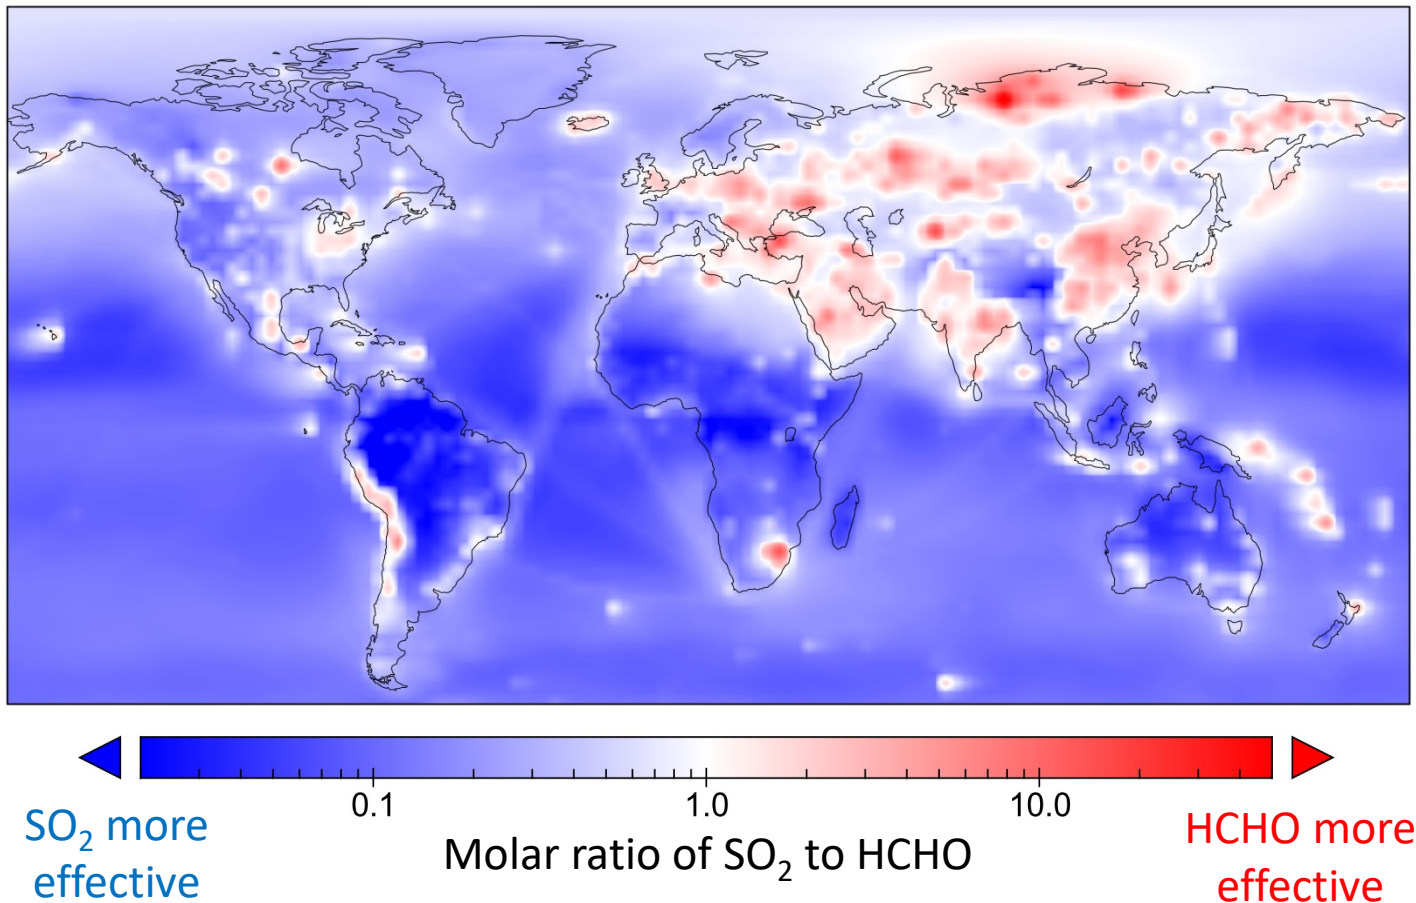 0.1 1.0 10.0
SO₂ more effective
Molar ratio of SO₂ to HCHO
HCHO more effective